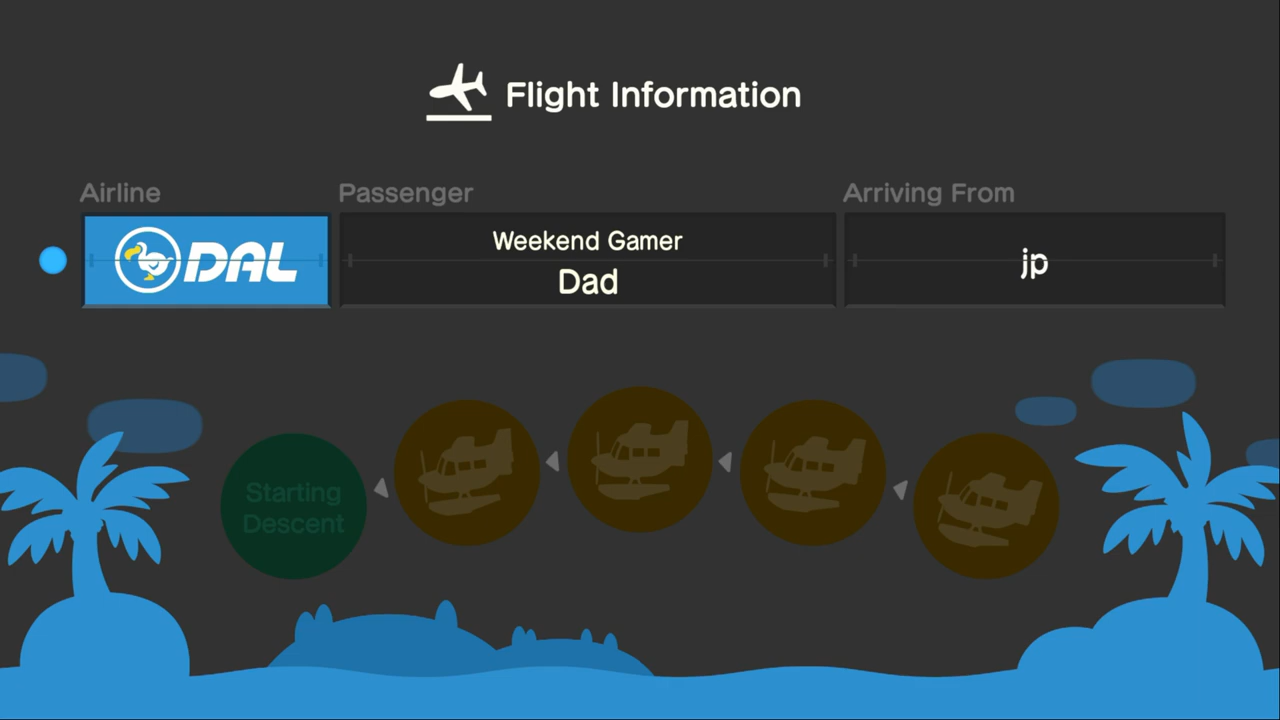 Flight Information
Airline
Passenger
Arriving From
DAL
Weekend Gamer
Dad
jp
Starting
Descent